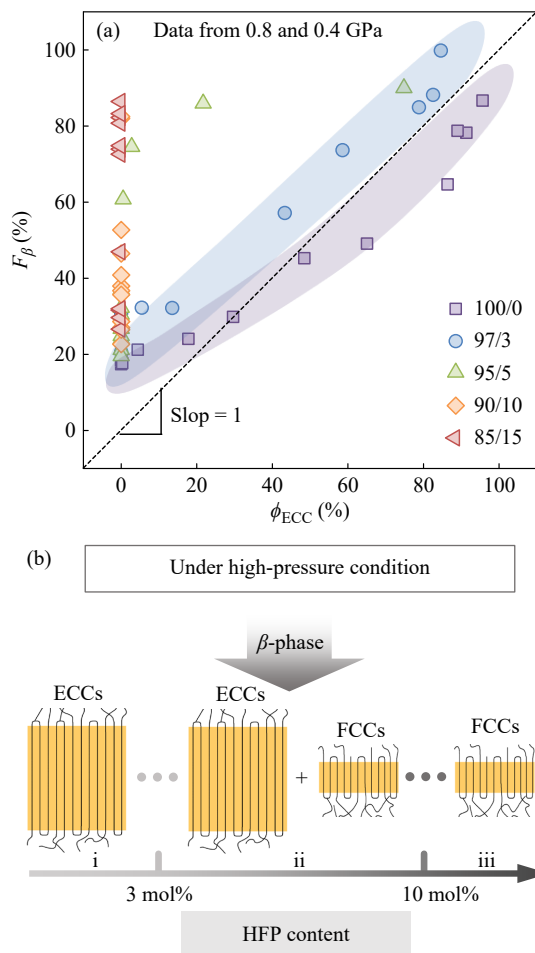 (a)
Data from 0.8 and 0.4 GPa
100
80
60
40
20
0
Fβ (%)
100/0
97/3
95/5
90/10
85/15
Slop = 1
0 20 40 60 80 100
ϕECC (%)
(b)
Under high-pressure condition
β-phase
ECCs ECCs
FCCs FCCs
+
i ii iii
3 mol% 10 mol%
HFP content